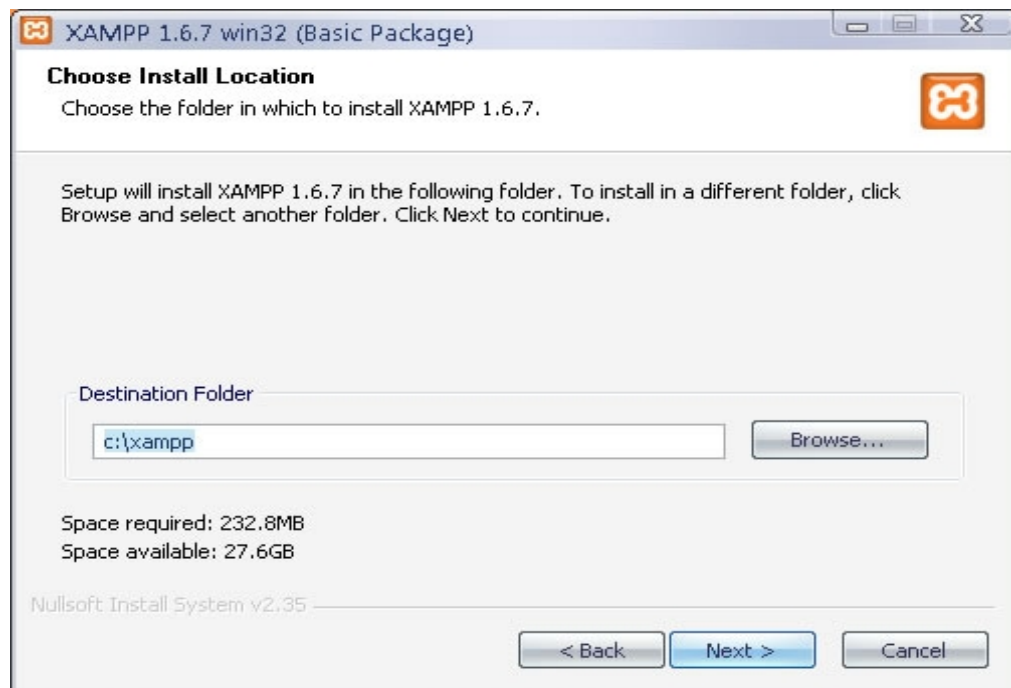 XAMPP 1.6.7 win32 (Basic Package)
Choose Install Location
Choose the folder in which to install XAMPP 1.6.7.
Setup will install XAMPP 1.6.7 in the following folder. To install in a different folder, click
Browse and select another folder. Click Next to continue.
Destination Folder
c:\xampp
Browse...
Space required: 232.8MB
Space available: 27.6GB
Nullsoft Install System v2.35
< Back
Next >
Cancel